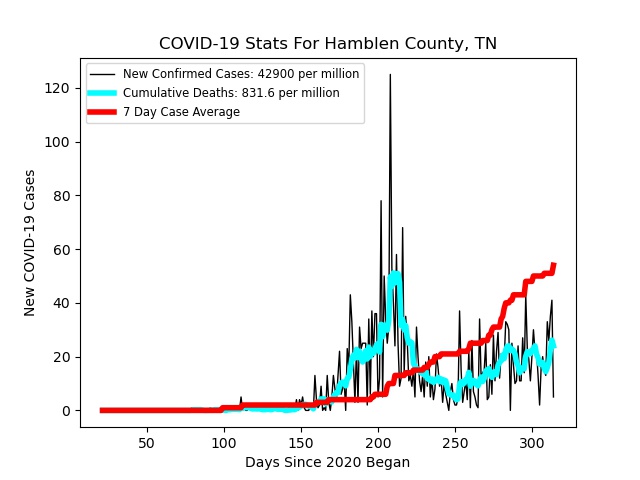 COVID-19 Stats For Hamblen County, TN
New Confirmed Cases: 42900 per million
Cumulative Deaths: 831.6 per million
7 Day Case Average
New COVID-19 Cases
120
100
80
60
40
20
0
50 100 150 200 250 300
Days Since 2020 Began